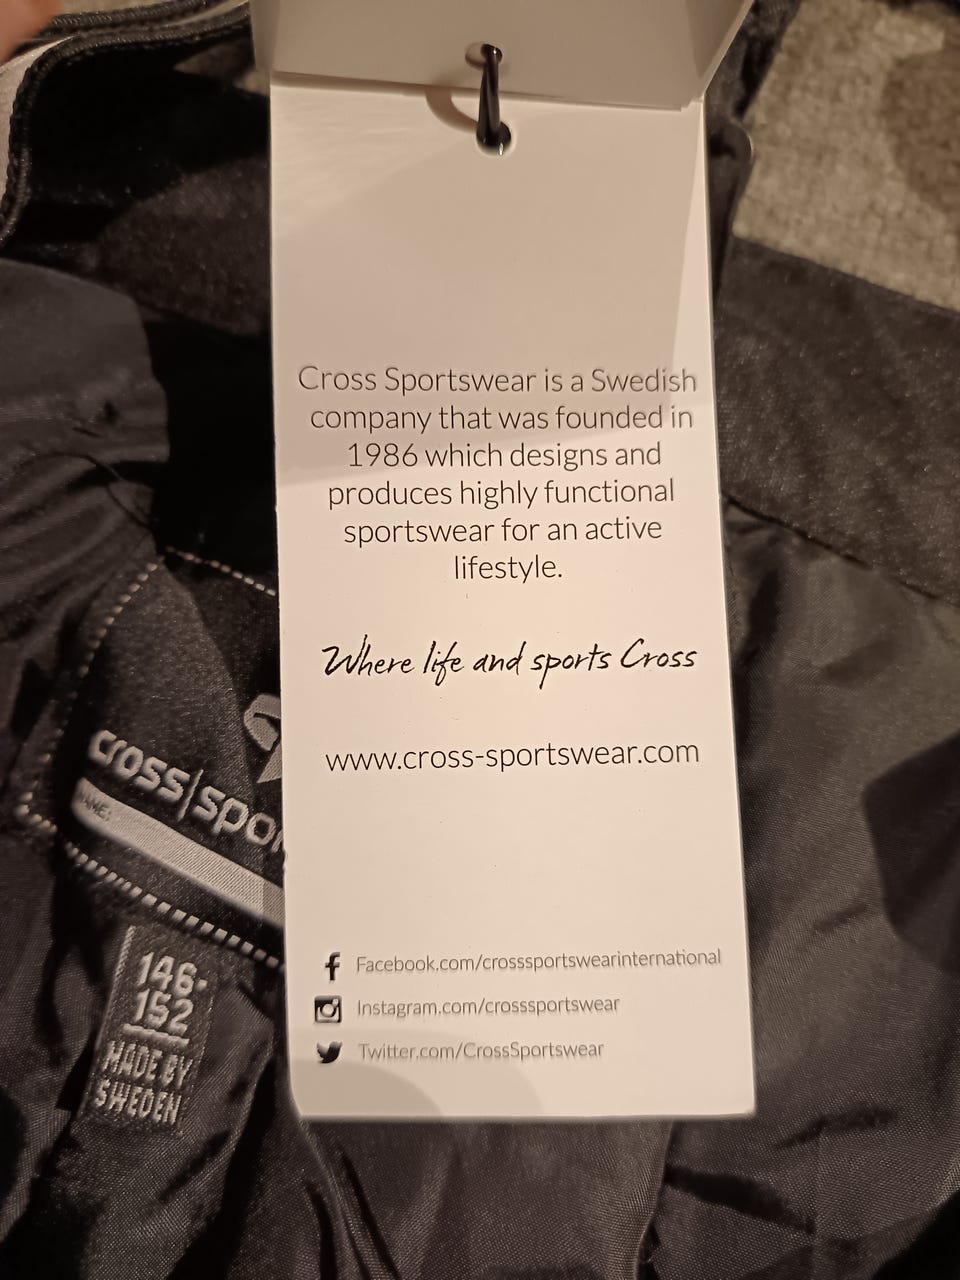 Cross Sportswear is a Swedish
company that was founded in
1986 which designs and
produces highly functional
sportswear for an active
lifestyle.
Where life and sports Cross
www.cross-sportswear.com
Facebook.com/crosssportswearinternational
Instagram.com/crosssportswear
Twitter.com/CrossSportswear
cross|spor
NAME:
146-
152
MADE BY
SWEDEN